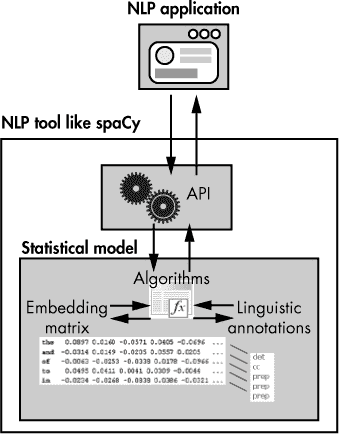 NLP application
NLP tool like spaCy
API
Statistical model
Algorithms
fx
Embedding
matrix
Linguistic
annotations
the 0.0897 0.0160 -0.0571 0.0405 -0.0696 ...
and -0.0314 0.0149 -0.0205 0.0557 0.0205 ...
of -0.0063 -0.0253 -0.0338 0.0178 -0.0966 ...
to 0.0495 0.0411 0.0041 0.0309 -0.0044 ...
in -0.0234 -0.0268 -0.0838 0.0386 -0.0321 ...
det
cc
prep
prep
prep